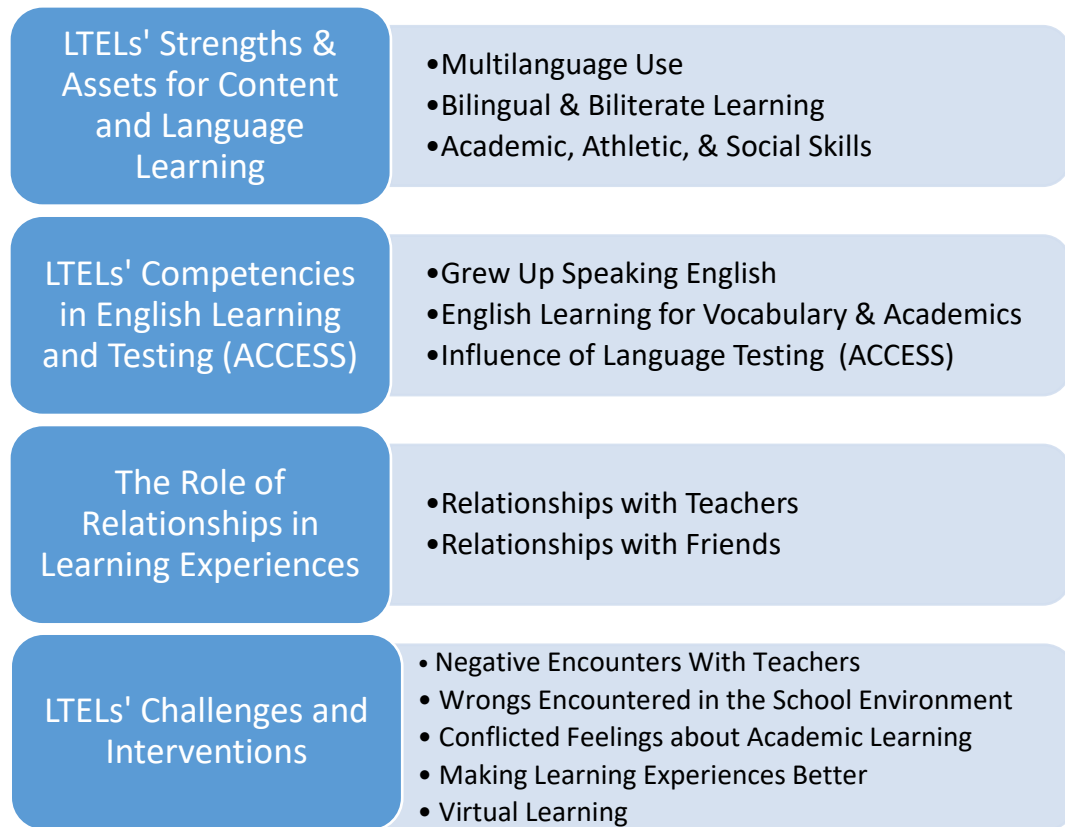 LTELs' Strengths &
Assets for Content
and Language
Learning
•Multilanguage Use
•Bilingual & Biliterate Learning
•Academic, Athletic, & Social Skills
LTELs' Competencies
in English Learning
and Testing (ACCESS)
•Grew Up Speaking English
•English Learning for Vocabulary & Academics
•Influence of Language Testing  (ACCESS)
The Role of
Relationships in
Learning Experiences
•Relationships with Teachers
•Relationships with Friends
LTELs' Challenges and
Interventions
• Negative Encounters With Teachers
• Wrongs Encountered in the School Environment
• Conflicted Feelings about Academic Learning
• Making Learning Experiences Better
• Virtual Learning